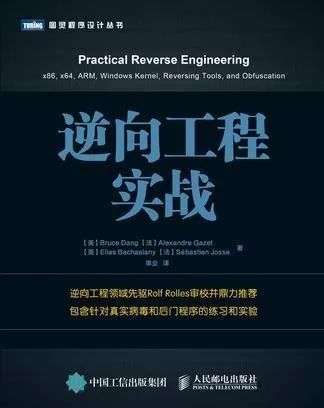 TURING 图灵程序设计丛书
Practical Reverse Engineering
x86, x64, ARM, Windows Kernel, Reversing Tools, and Obfuscation
逆向工程
实战
【美】Bruce Dang 【法】Alexandre Gazet
【美】Elias Bachaalany 【法】Sébastien Josse 著
单业 译
逆向工程领域先驱Rolf Rolles审校并鼎力推荐
包含针对真实病毒和后门程序的练习和实验
中国工信出版集团 人民邮电出版社
POSTS & TELECOM PRESS